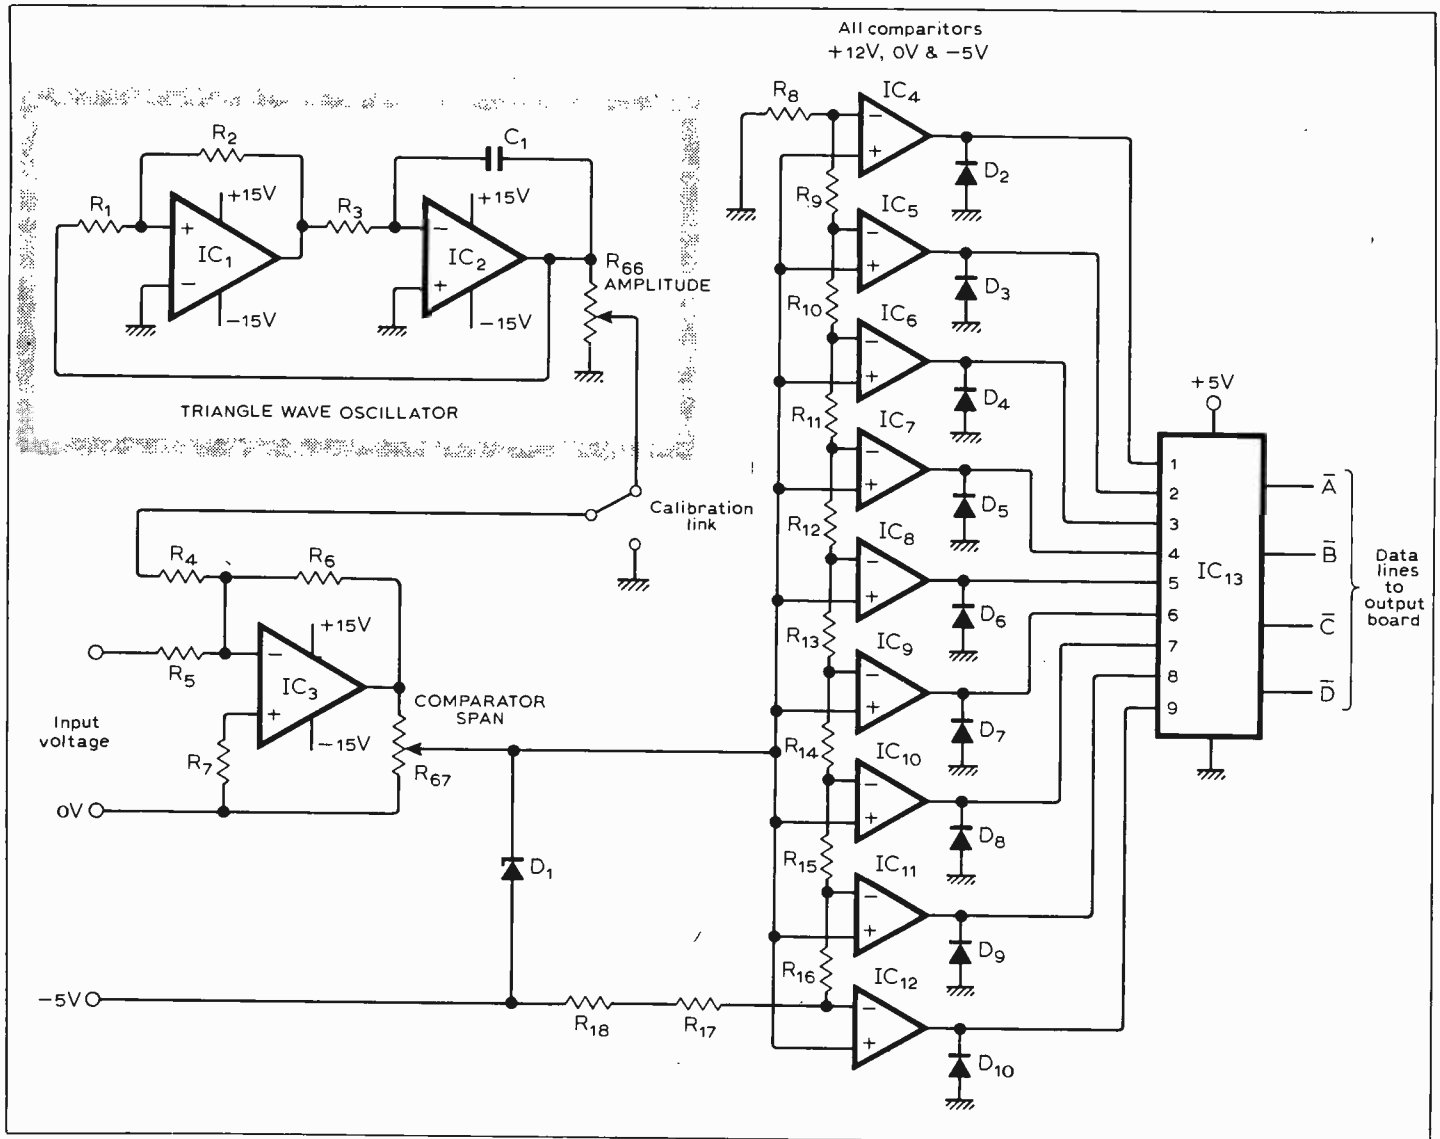 All comparitors
+12V, 0V & −5V
R8
IC4
−
+
D2
R9
IC5
−
+
D3
R10
IC6
−
+
D4
R11
IC7
−
+
D5
R12
IC8
−
+
D6
R13
IC9
−
+
D7
R14
IC10
−
+
D8
R15
IC11
−
+
D9
R16
IC12
−
+
D10
R2
R1
+15V
+
IC1
−
−15V
R3
C1
+15V
−
IC2
+
−15V
R66
AMPLITUDE
TRIANGLE WAVE OSCILLATOR
Calibration
link
R4
R6
R5
+15V
−
IC3
+
−15V
R7
Input
voltage
0V
COMPARATOR
SPAN
R67
D1
−5V
R18
R17
+5V
1
2
3
4
5
6
7
8
9
IC13
A̅
B̅
C̅
D̅
Data
lines
to
output
board